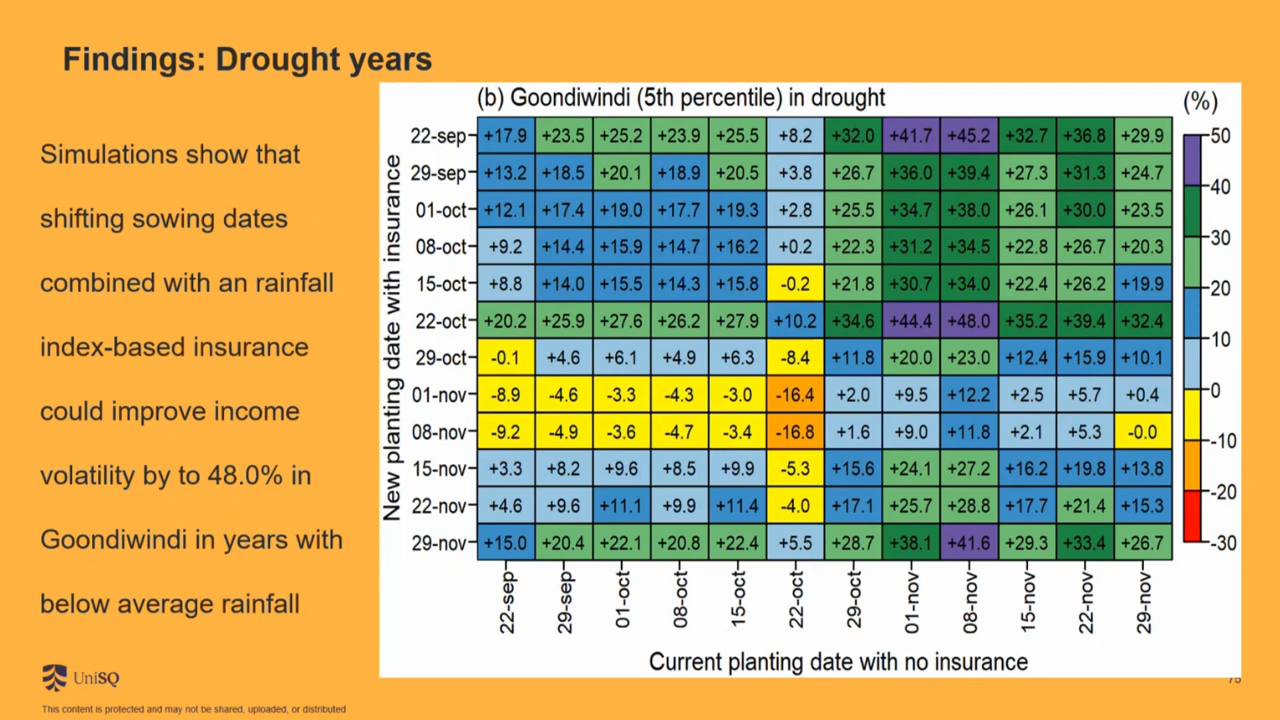 Findings: Drought years
Simulations show that
shifting sowing dates
combined with an rainfall
index-based insurance
could improve income
volatility by to 48.0% in
Goondiwindi in years with
below average rainfall
(b) Goondiwindi (5th percentile) in drought
(%)
New planting date with insurance
22-sep +17.9 +23.5 +25.2 +23.9 +25.5 +8.2 +32.0 +41.7 +45.2 +32.7 +36.8 +29.9
29-sep +13.2 +18.5 +20.1 +18.9 +20.5 +3.8 +26.7 +36.0 +39.4 +27.3 +31.3 +24.7
01-oct +12.1 +17.4 +19.0 +17.7 +19.3 +2.8 +25.5 +34.7 +38.0 +26.1 +30.0 +23.5
08-oct +9.2 +14.4 +15.9 +14.7 +16.2 +0.2 +22.3 +31.2 +34.5 +22.8 +26.7 +20.3
15-oct +8.8 +14.0 +15.5 +14.3 +15.8 -0.2 +21.8 +30.7 +34.0 +22.4 +26.2 +19.9
22-oct +20.2 +25.9 +27.6 +26.2 +27.9 +10.2 +34.6 +44.4 +48.0 +35.2 +39.4 +32.4
29-oct -0.1 +4.6 +6.1 +4.9 +6.3 -8.4 +11.8 +20.0 +23.0 +12.4 +15.9 +10.1
01-nov -8.9 -4.6 -3.3 -4.3 -3.0 -16.4 +2.0 +9.5 +12.2 +2.5 +5.7 +0.4
08-nov -9.2 -4.9 -3.6 -4.7 -3.4 -16.8 +1.6 +9.0 +11.8 +2.1 +5.3 -0.0
15-nov +3.3 +8.2 +9.6 +8.5 +9.9 -5.3 +15.6 +24.1 +27.2 +16.2 +19.8 +13.8
22-nov +4.6 +9.6 +11.1 +9.9 +11.4 -4.0 +17.1 +25.7 +28.8 +17.7 +21.4 +15.3
29-nov +15.0 +20.4 +22.1 +20.8 +22.4 +5.5 +28.7 +38.1 +41.6 +29.3 +33.4 +26.7
22-sep 29-sep 01-oct 08-oct 15-oct 22-oct 29-oct 01-nov 08-nov 15-nov 22-nov 29-nov
Current planting date with no insurance
50
40
30
20
10
0
-10
-20
-30
UniSQ
75
This content is protected and may not be shared, uploaded, or distributed